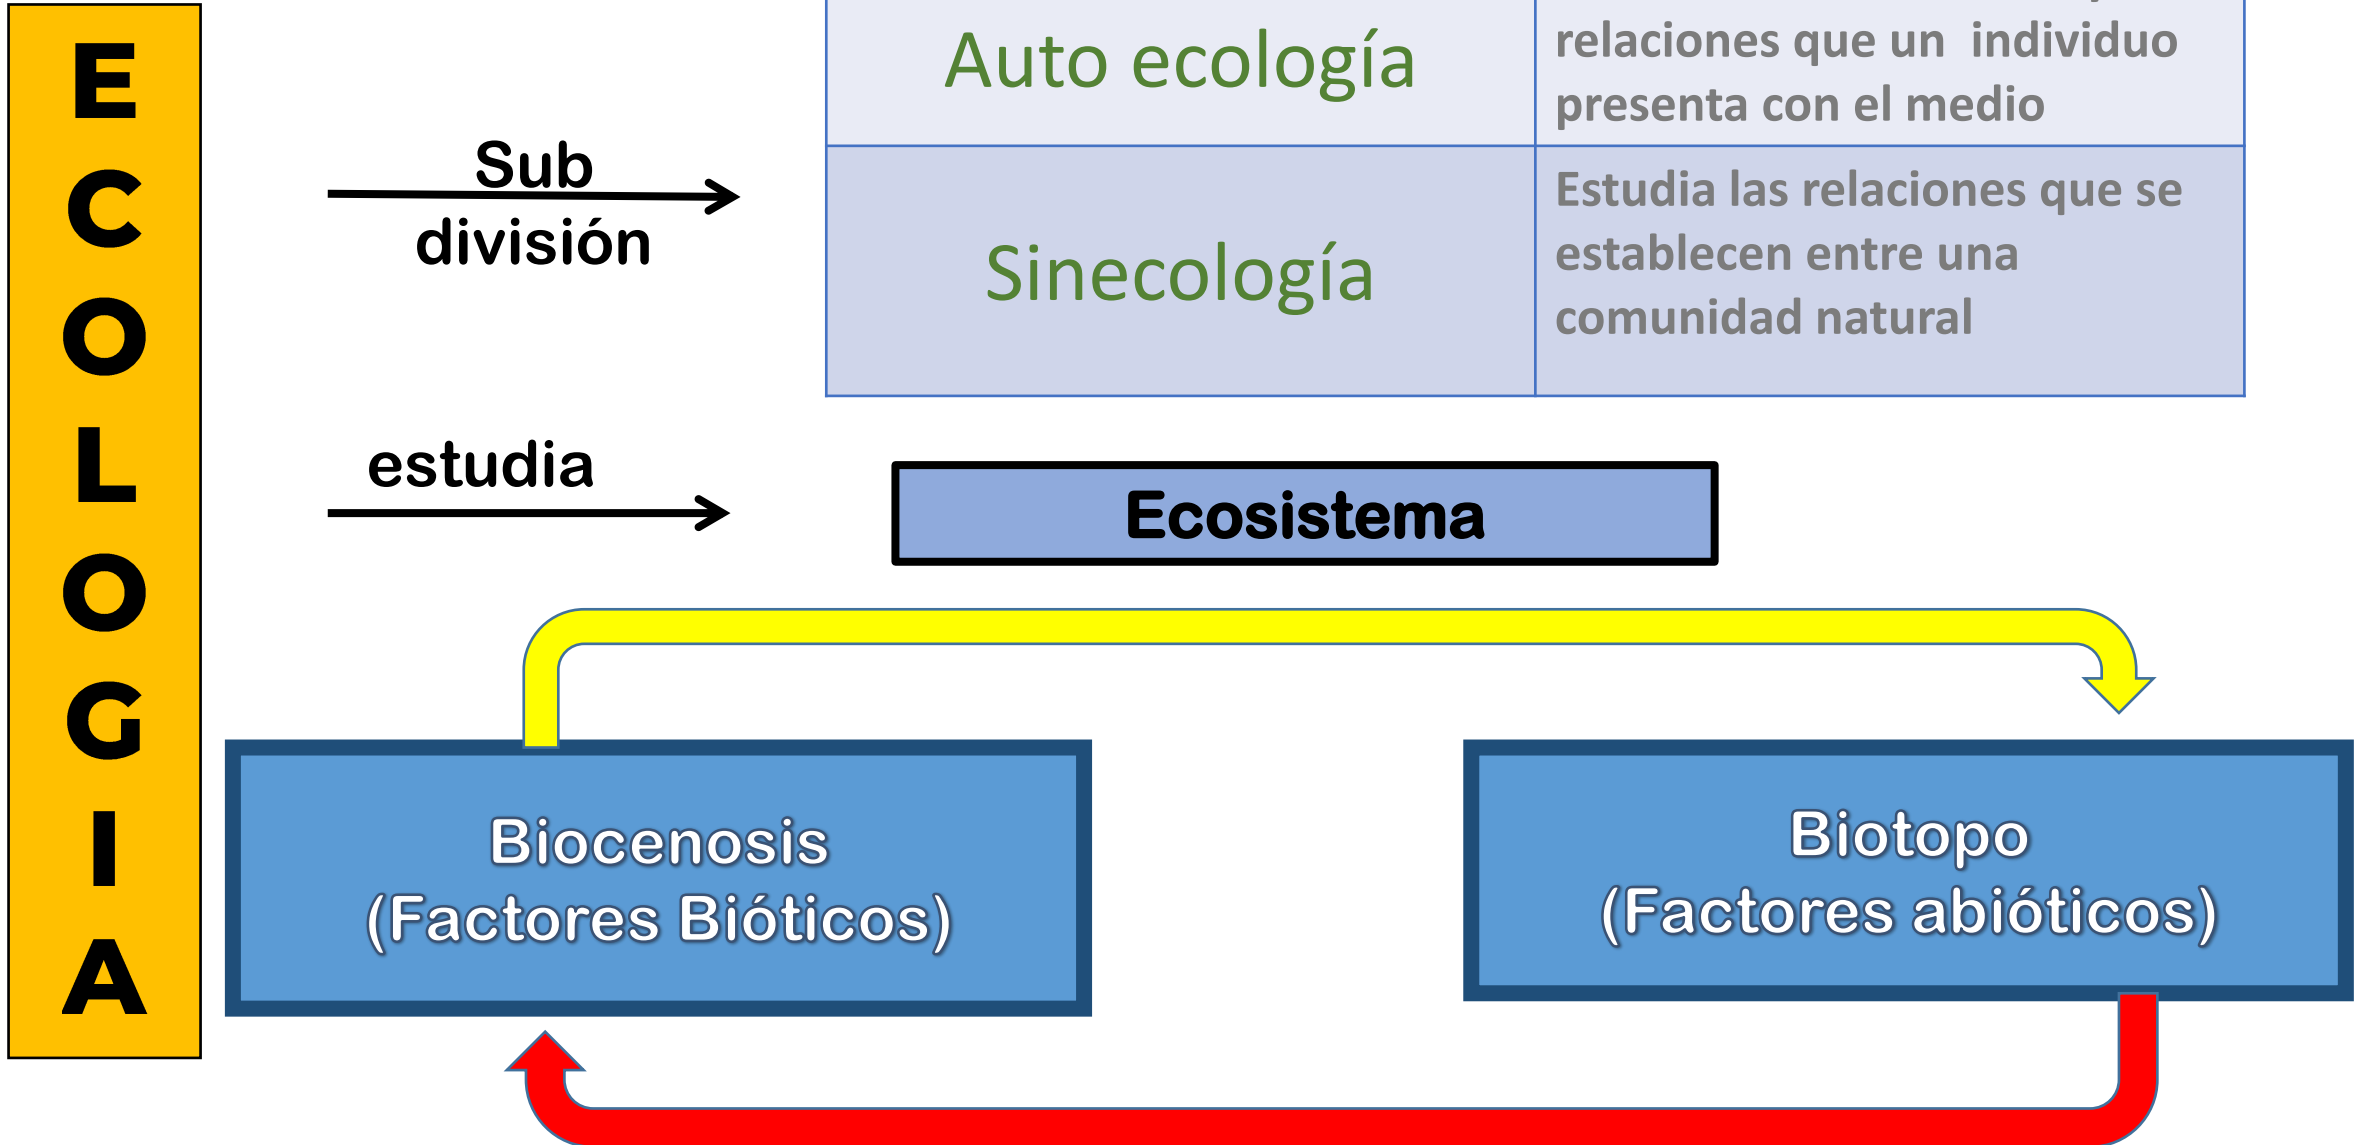 E
C
O
L
O
G
I
A
Sub
división
Auto ecología
relaciones que un individuo
presenta con el medio
Sinecología
Estudia las relaciones que se
establecen entre una
comunidad natural
estudia
Ecosistema
Biocenosis
(Factores Bióticos)
Biotopo
(Factores abióticos)